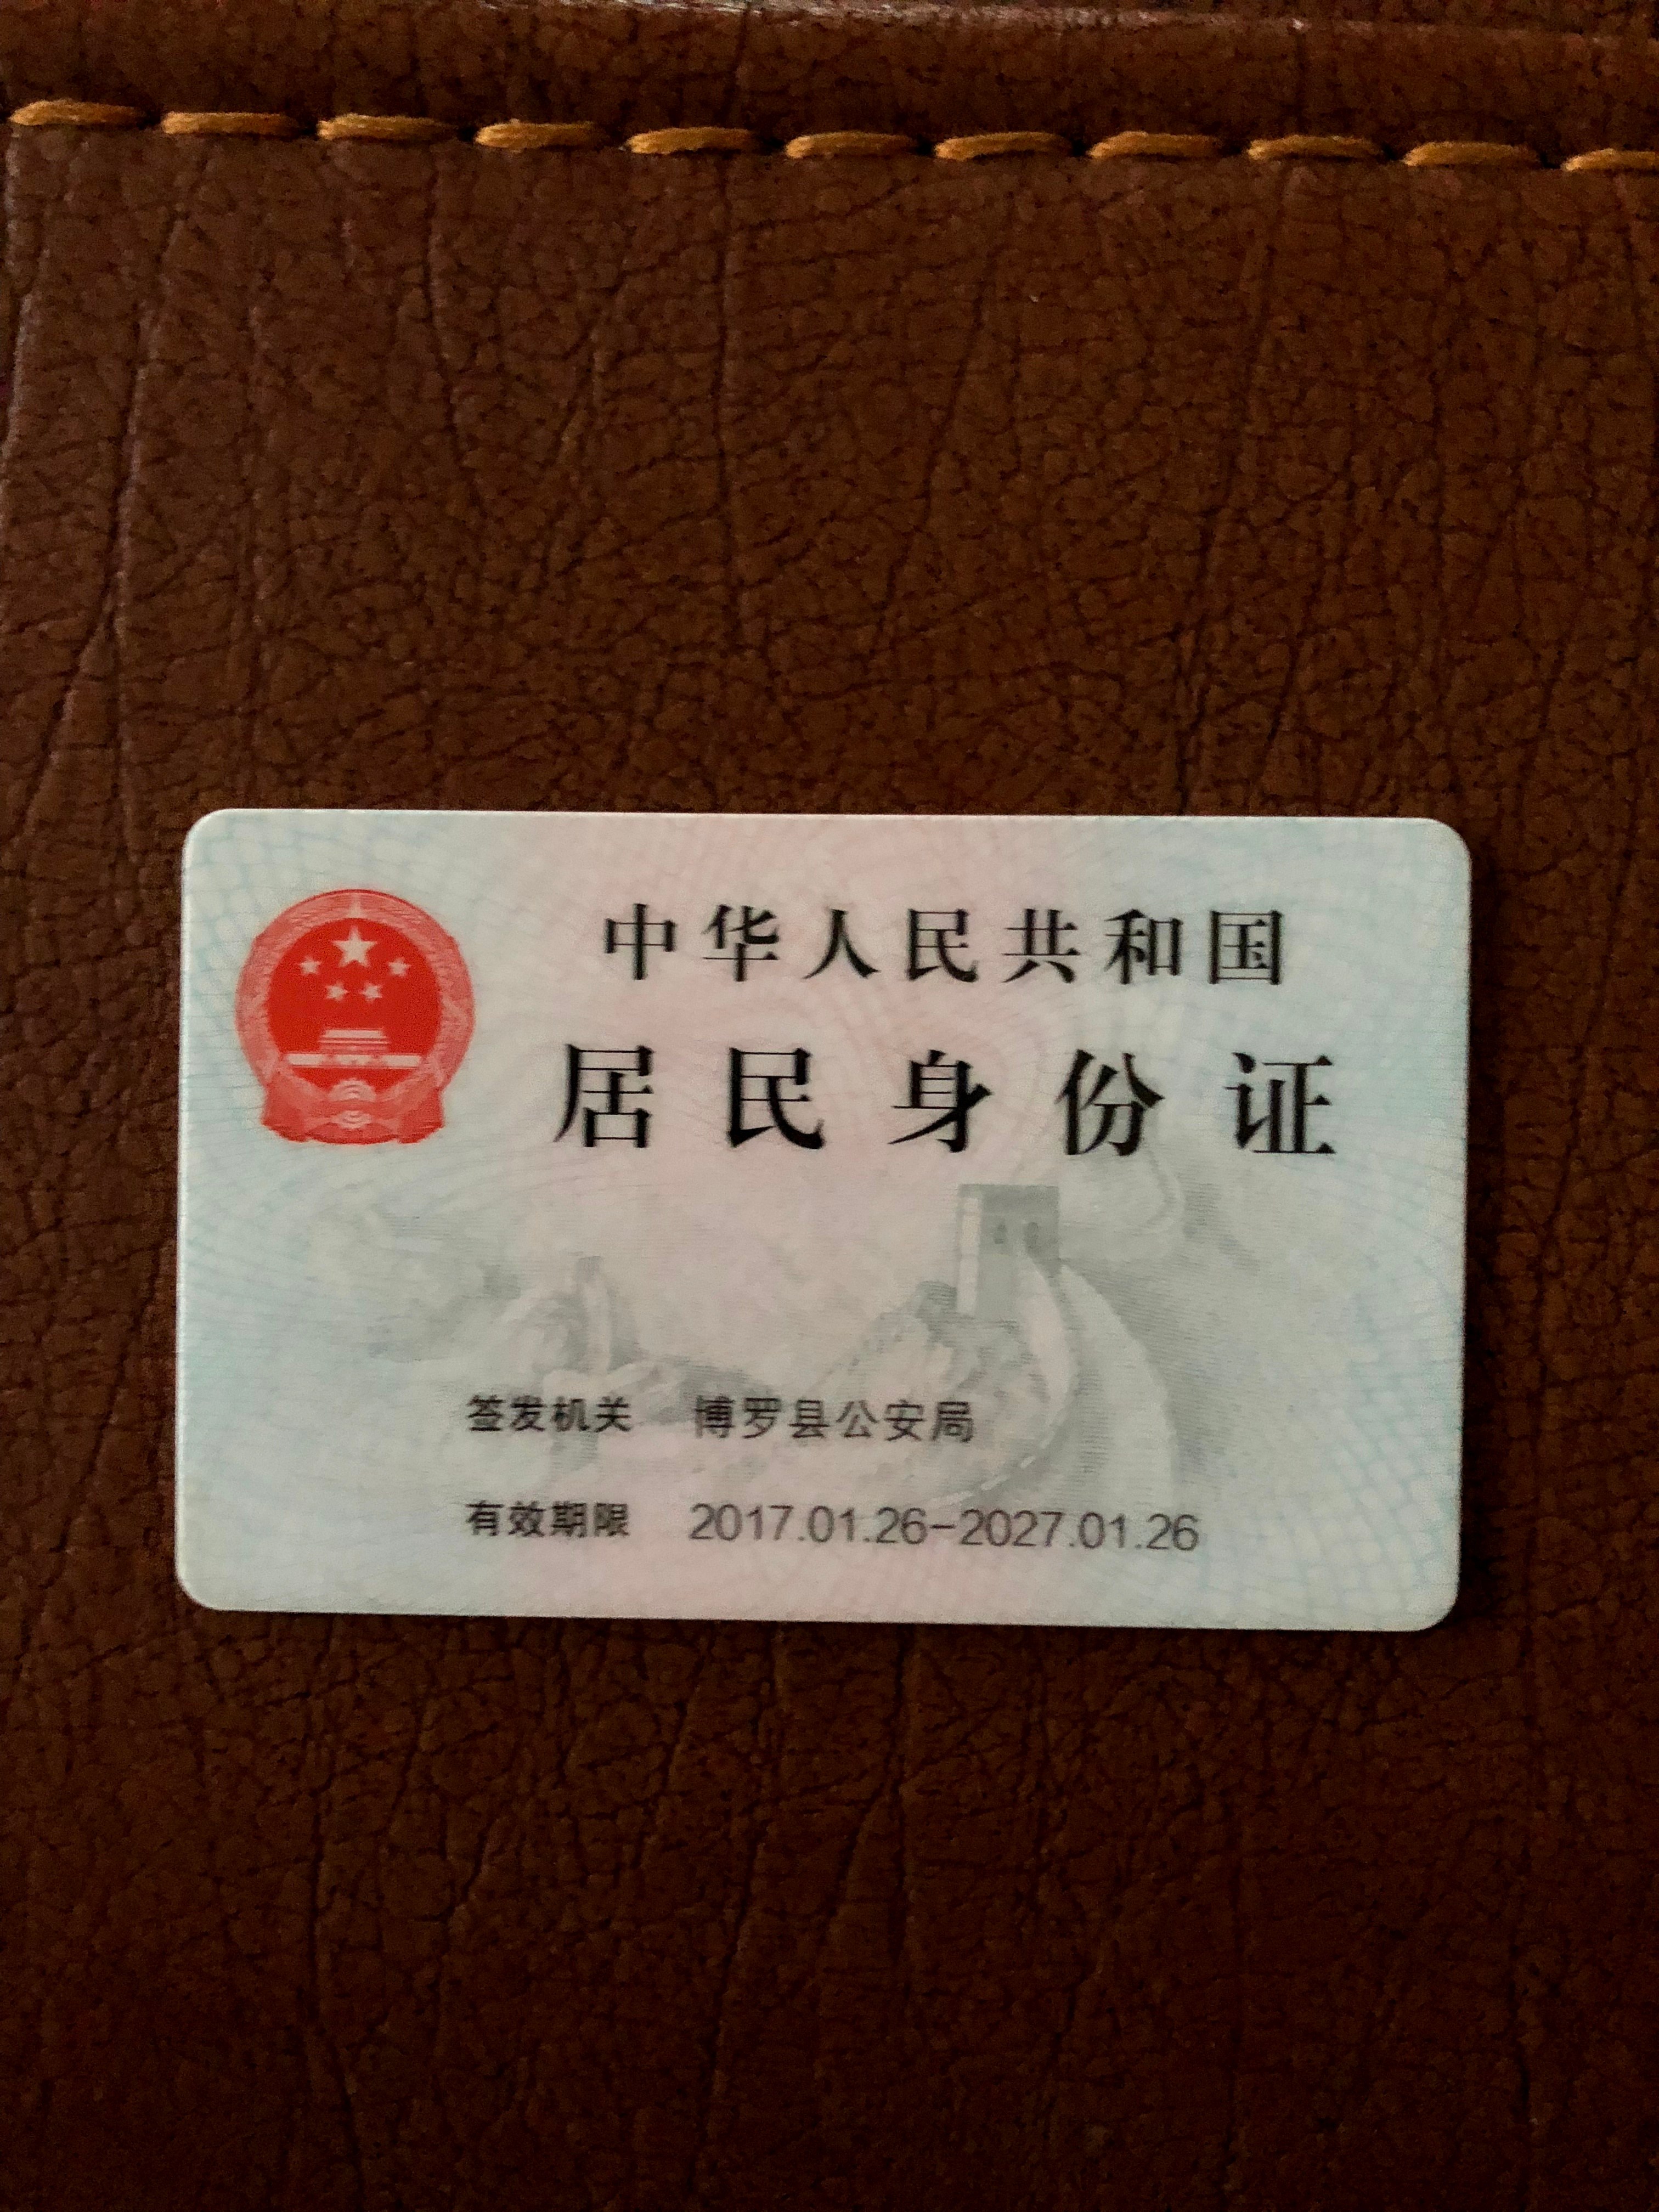 中华人民共和国
居民身份证
签发机关 博罗县公安局
有效期限 2017.01.26-2027.01.26